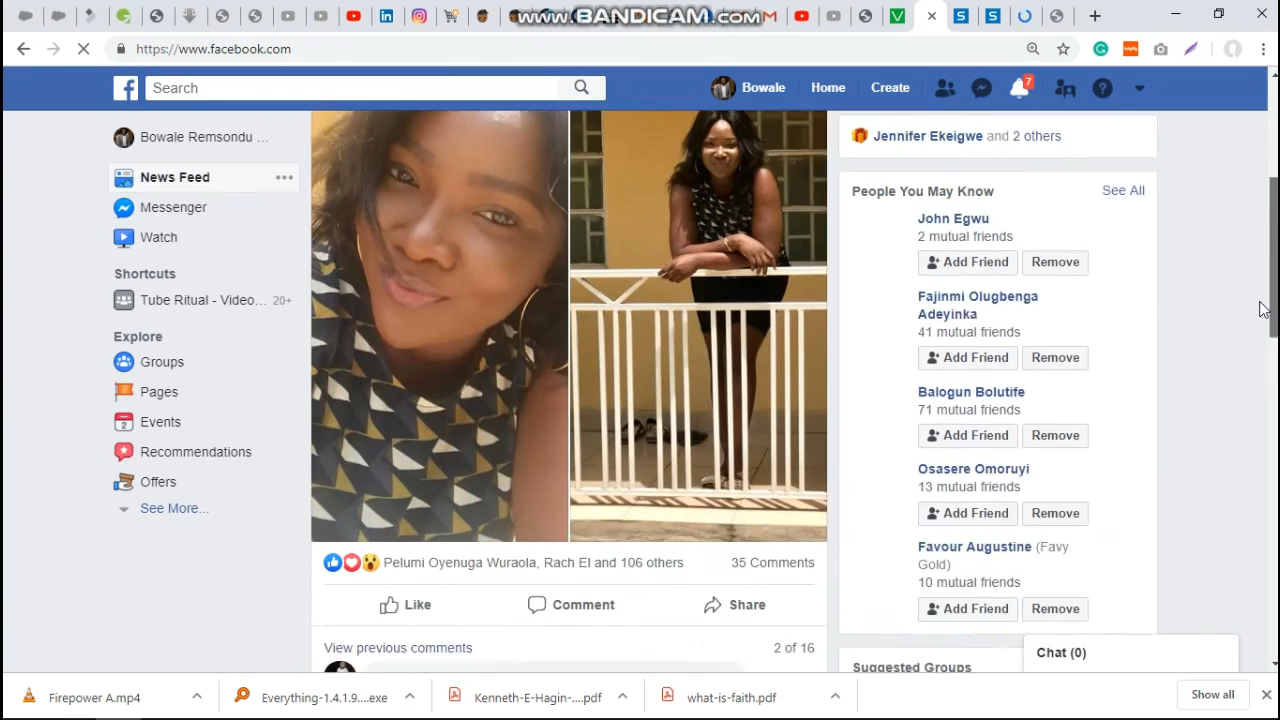 WWW.BANDICAM.COM
https://www.facebook.com
Search
Bowale
Home
Create
7
Bowale Remsondu ...
News Feed
Messenger
Watch
Shortcuts
Tube Ritual - Video... 20+
Explore
Groups
Pages
2
Events
Recommendations
Offers
See More...
Pelumi Oyenuga Wuraola, Rach El and 106 others
35 Comments
Like
Comment
Share
View previous comments
2 of 16
Jennifer Ekeigwe and 2 others
People You May Know
See All
John Egwu
2 mutual friends
Add Friend
Remove
Fajinmi Olugbenga
Adeyinka
41 mutual friends
Add Friend
Remove
Balogun Bolutife
71 mutual friends
Add Friend
Remove
Osasere Omoruyi
13 mutual friends
Add Friend
Remove
Favour Augustine (Favy
Gold)
10 mutual friends
Add Friend
Remove
Suggested Groups
Chat (0)
Firepower A.mp4
Everything-1.4.1.9....exe
Kenneth-E-Hagin-....pdf
what-is-faith.pdf
Show all